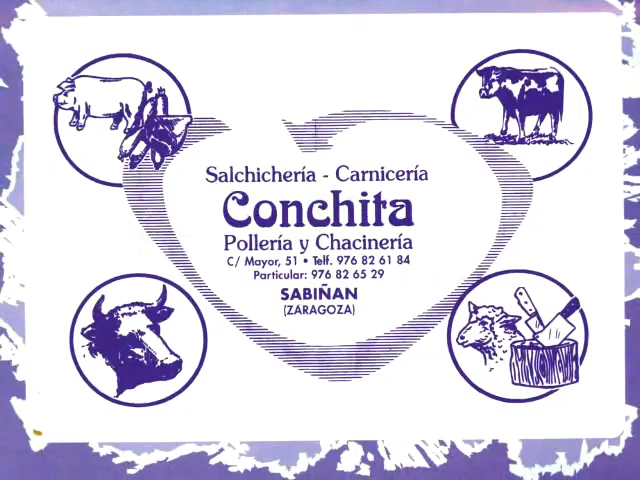 Salchichería - Carnicería
Conchita
Pollería y Chacinería
C/ Mayor, 51 • Telf. 976 82 61 84
Particular: 976 82 65 29
SABIÑAN
(ZARAGOZA)